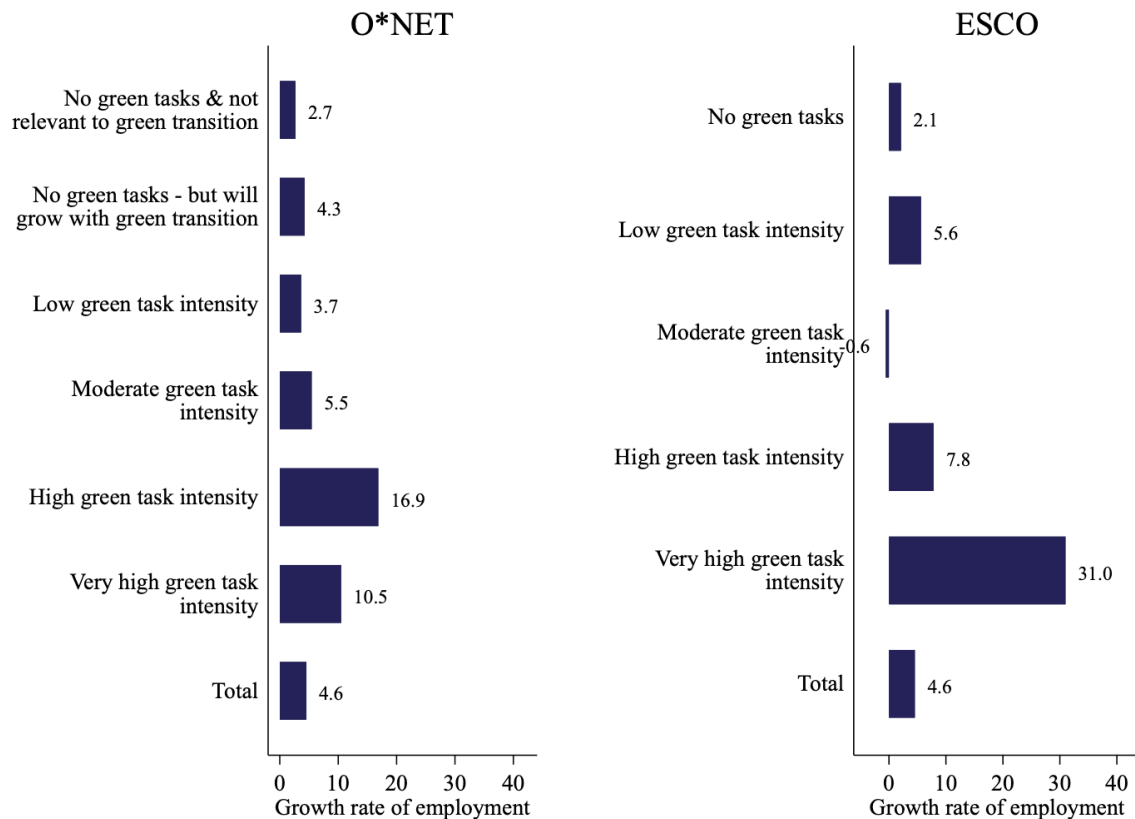 O*NET
No green tasks & not
relevant to green transition
2.7
No green tasks - but will
grow with green transition
4.3
Low green task intensity
3.7
Moderate green task
intensity
5.5
High green task intensity
16.9
Very high green task
intensity
10.5
Total
4.6
0 10 20 30 40
Growth rate of employment
ESCO
No green tasks
2.1
Low green task intensity
5.6
Moderate green task
intensity
-0.6
High green task intensity
7.8
Very high green task
intensity
31.0
Total
4.6
0 10 20 30 40
Growth rate of employment